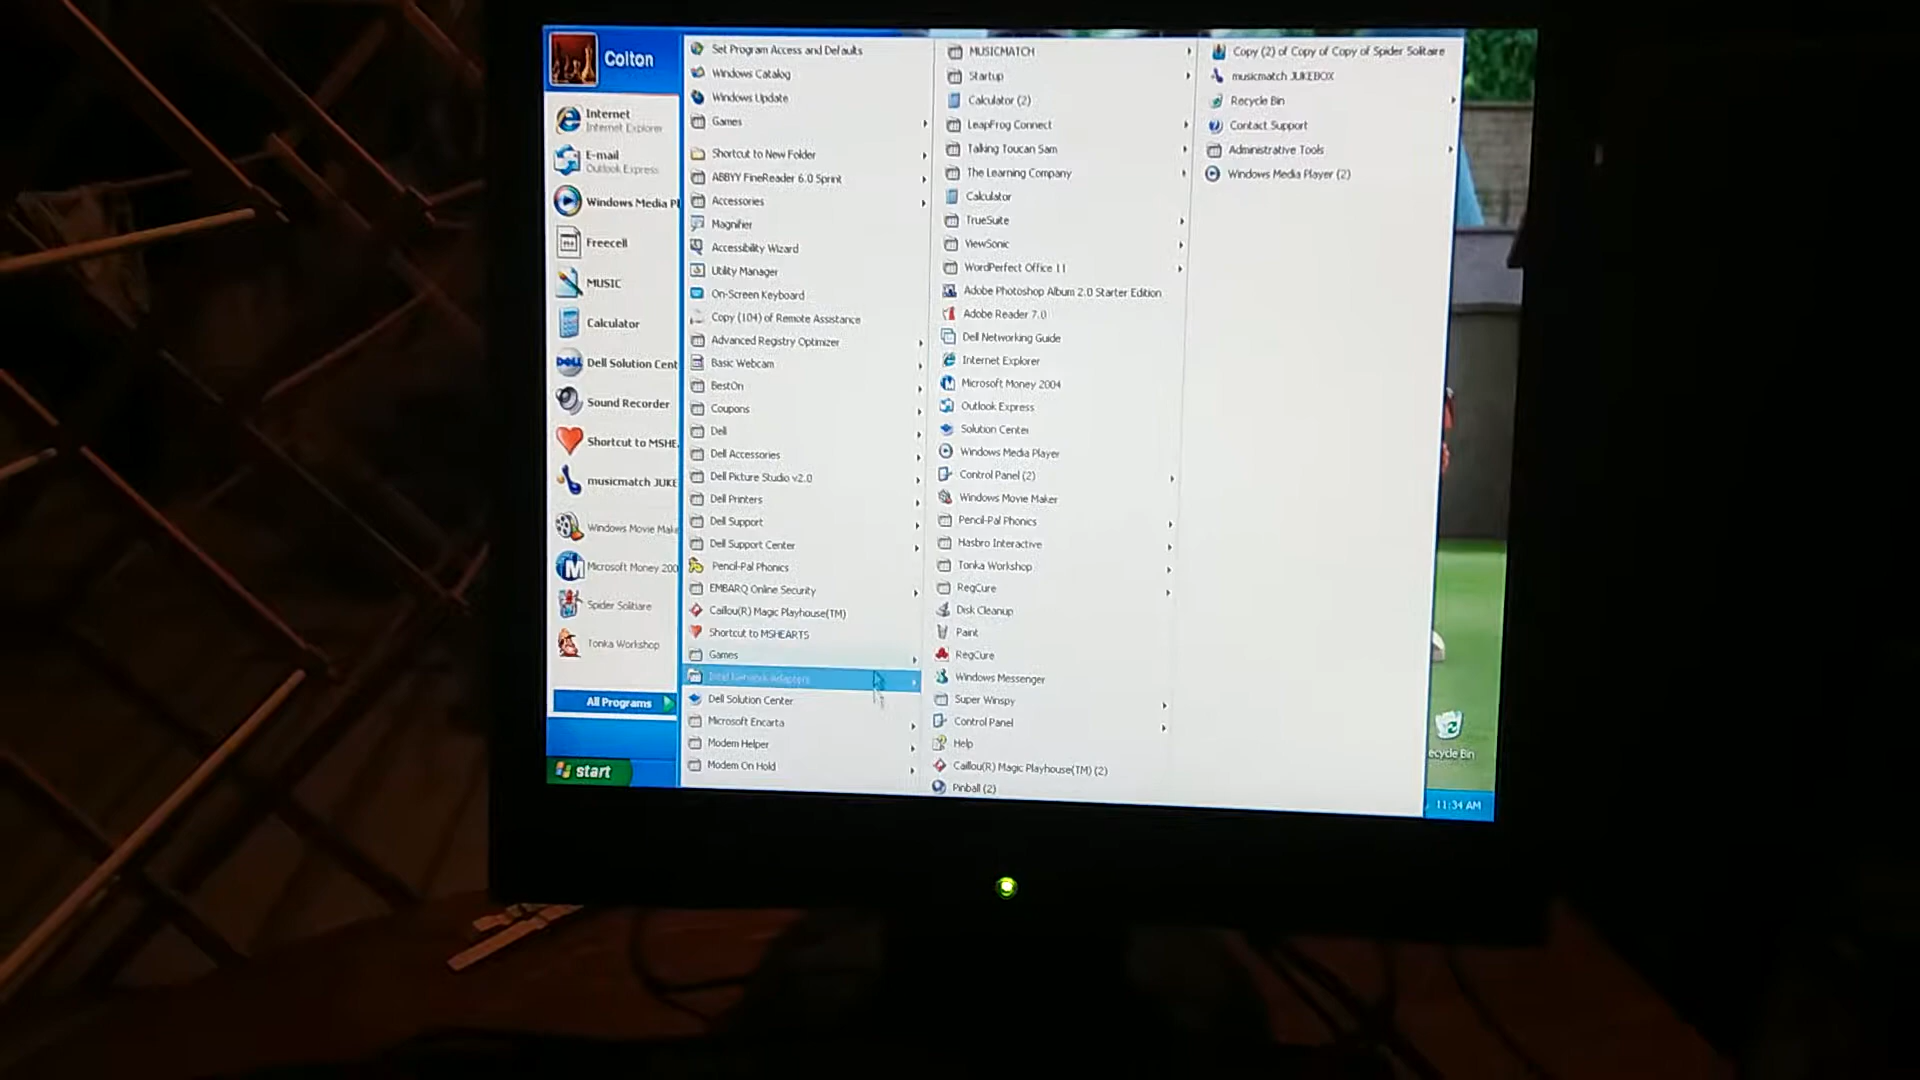 Colton
Internet
Internet Explorer
E-mail
Outlook Express
Windows Media Pl
Freecell
MUSIC
Calculator
Dell Solution Cent
Sound Recorder
Shortcut to MSHE
musicmatch JUKE
Windows Movie Mak
Microsoft Money 200
Spider Solitiare
Tonka Workshop
All Programs
start
Set Program Access and Defaults
Windows Catalog
Windows Update
Games
Shortcut to New Folder
ABBYY FineReader 6.0 Sprint
Accessories
Magnifier
Accessibility Wizard
Utility Manager
On-Screen Keyboard
Copy (104) of Remote Assistance
Advanced Registry Optimizer
Basic Webcam
BestOn
Coupons
Dell
Dell Accessories
Dell Picture Studio v2.0
Dell Printers
Dell Support
Dell Support Center
Pencil-Pal Phonics
EMBARQ Online Security
Caillou(R) Magic Playhouse(TM)
Shortcut to MSHEARTS
Games
Intel Network Adapters
Dell Solution Center
Microsoft Encarta
Modem Helper
Modem On Hold
MUSICMATCH
Startup
Calculator (2)
LeapFrog Connect
Talking Toucan Sam
The Learning Company
Calculator
TrueSuite
ViewSonic
WordPerfect Office 11
Adobe Photoshop Album 2.0 Starter Edition
Adobe Reader 7.0
Dell Networking Guide
Internet Explorer
Microsoft Money 2004
Outlook Express
Solution Center
Windows Media Player
Control Panel (2)
Windows Movie Maker
Pencil-Pal Phonics
Hasbro Interactive
Tonka Workshop
RegCure
Disk Cleanup
Paint
RegCure
Windows Messenger
Super Winspy
Control Panel
Help
Caillou(R) Magic Playhouse(TM) (2)
Pinball (2)
Copy (2) of Copy of Copy of Spider Solitaire
musicmatch JUKEBOX
Recycle Bin
Contact Support
Administrative Tools
Windows Media Player (2)
ecycle Bin
11:34 AM